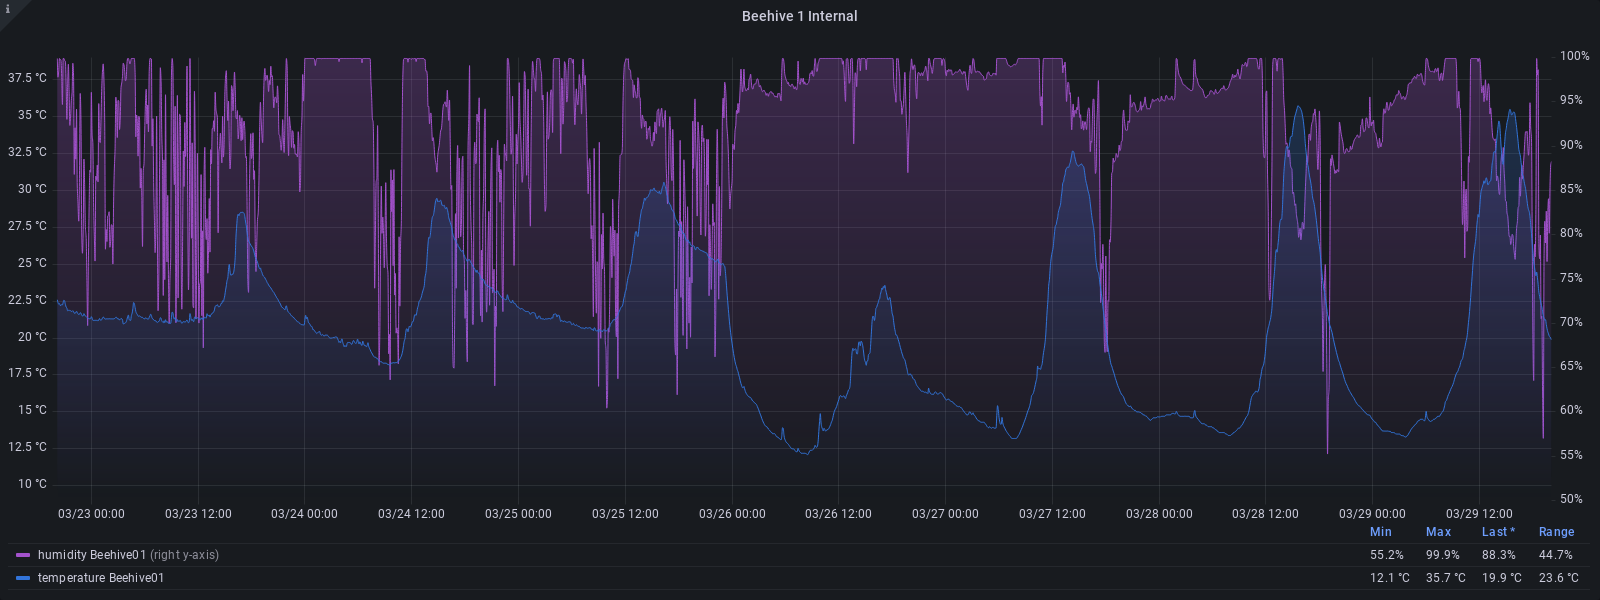 i
Beehive 1 Internal
37.5 °C
35 °C
32.5 °C
30 °C
27.5 °C
25 °C
22.5 °C
20 °C
17.5 °C
15 °C
12.5 °C
10 °C
100%
95%
90%
85%
80%
75%
70%
65%
60%
55%
50%
03/23 00:00 03/23 12:00 03/24 00:00 03/24 12:00 03/25 00:00 03/25 12:00 03/26 00:00 03/26 12:00 03/27 00:00 03/27 12:00 03/28 00:00 03/28 12:00 03/29 00:00 03/29 12:00
Min Max Last * Range
humidity Beehive01 (right y-axis) 55.2% 99.9% 88.3% 44.7%
temperature Beehive01 12.1 °C 35.7 °C 19.9 °C 23.6 °C